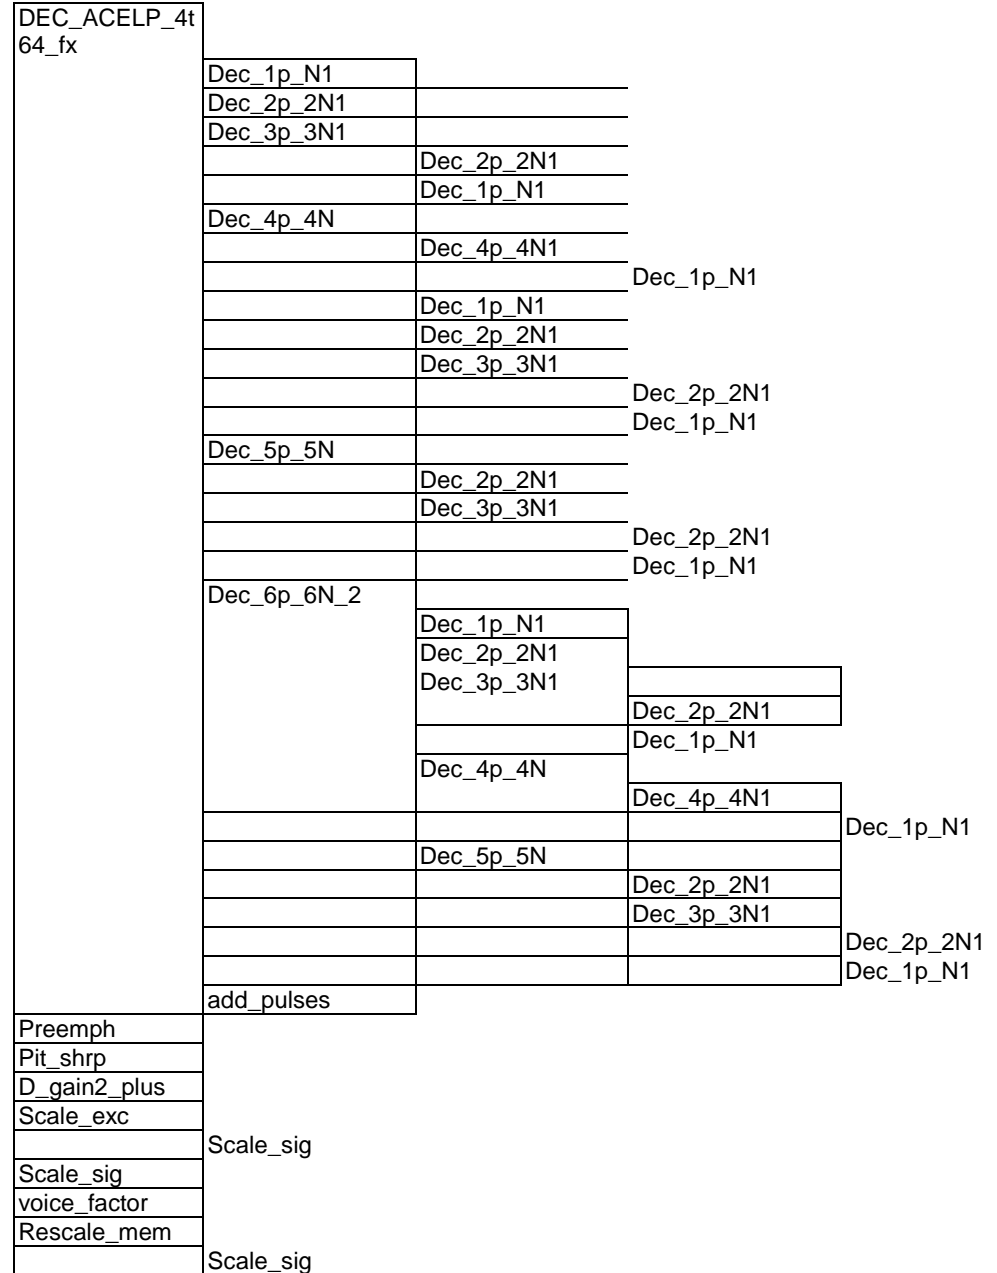 DEC_ACELP_4t
64_fx
Dec_1p_N1
Dec_2p_2N1
Dec_3p_3N1
Dec_2p_2N1
Dec_1p_N1
Dec_4p_4N
Dec_4p_4N1
Dec_1p_N1
Dec_1p_N1
Dec_2p_2N1
Dec_3p_3N1
Dec_2p_2N1
Dec_1p_N1
Dec_5p_5N
Dec_2p_2N1
Dec_3p_3N1
Dec_2p_2N1
Dec_1p_N1
Dec_6p_6N_2
Dec_1p_N1
Dec_2p_2N1
Dec_3p_3N1
Dec_2p_2N1
Dec_1p_N1
Dec_4p_4N
Dec_4p_4N1
Dec_1p_N1
Dec_5p_5N
Dec_2p_2N1
Dec_3p_3N1
Dec_2p_2N1
Dec_1p_N1
add_pulses
Preemph
Pit_shrp
D_gain2_plus
Scale_exc
Scale_sig
Scale_sig
voice_factor
Rescale_mem
Scale_sig